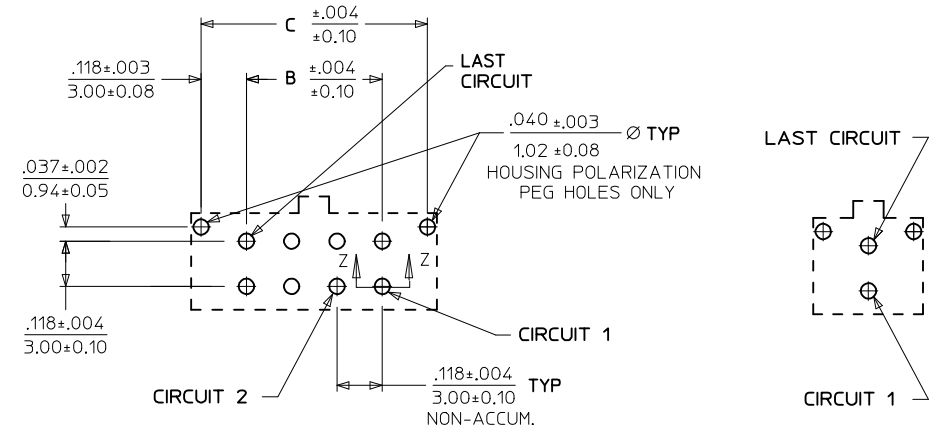 C ±.004
±0.10
.118±.003
3.00±0.08
B ±.004
±0.10
LAST
CIRCUIT
.040 ±.003 Ø TYP
1.02 ±0.08
HOUSING POLARIZATION
PEG HOLES ONLY
.037±.002
0.94±0.05
Z Z
.118±.004
3.00±0.10
CIRCUIT 1
CIRCUIT 2
.118±.004 TYP
3.00±0.10
NON-ACCUM.
LAST CIRCUIT
CIRCUIT 1